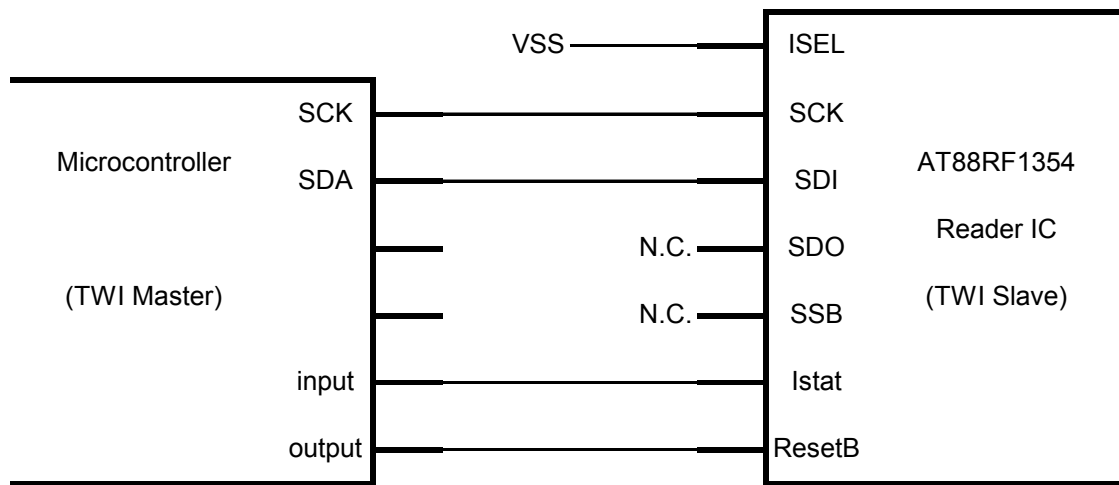 VSS ISEL
SCK SCK
Microcontroller AT88RF1354
SDA SDI
Reader IC
N.C. SDO
(TWI Master) (TWI Slave)
N.C. SSB
input Istat
output ResetB